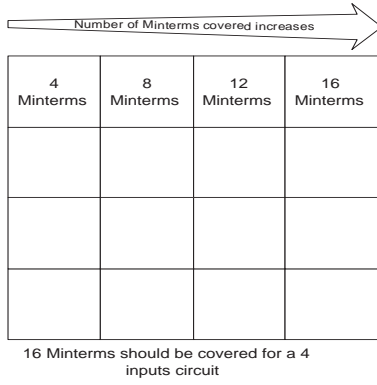 Number of Minterms covered increases
4 8 12 16
Minterms Minterms Minterms Minterms
16 Minterms should be covered for a 4
inputs circuit